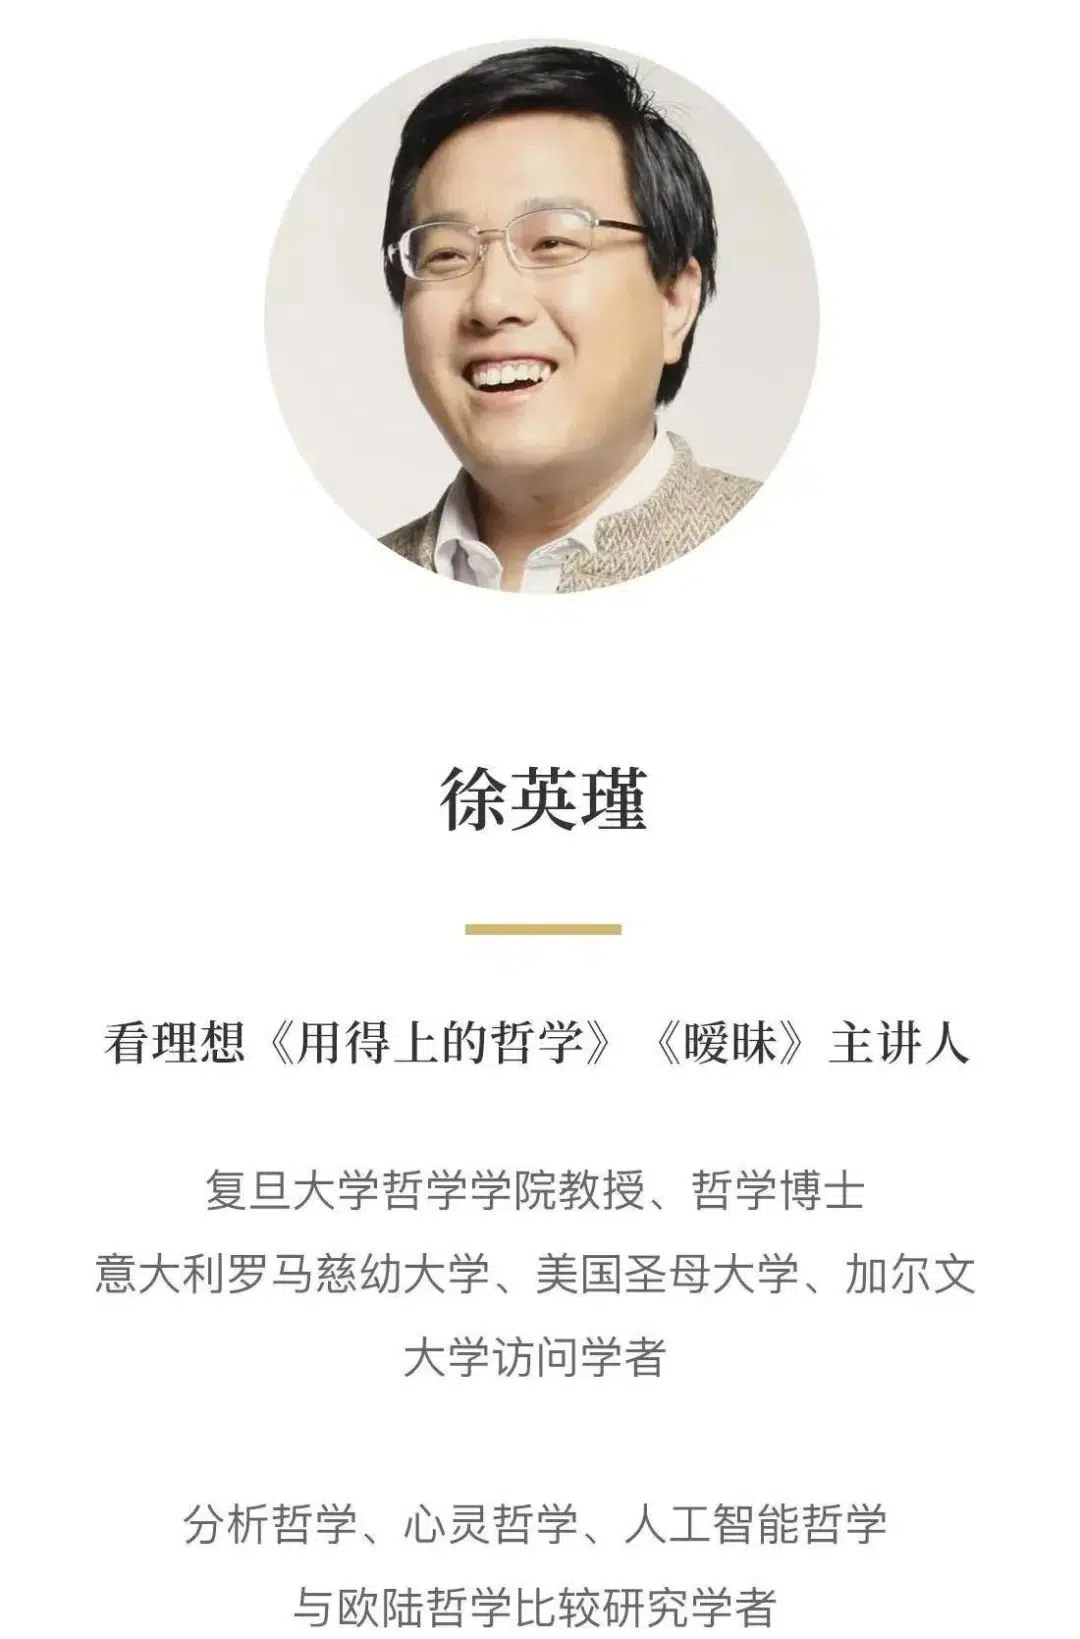 徐英瑾
看理想《用得上的哲学》《暧昧》主讲人
复旦大学哲学学院教授、哲学博士
意大利罗马慈幼大学、美国圣母大学、加尔文
大学访问学者
分析哲学、心灵哲学、人工智能哲学
与欧陆哲学比较研究学者